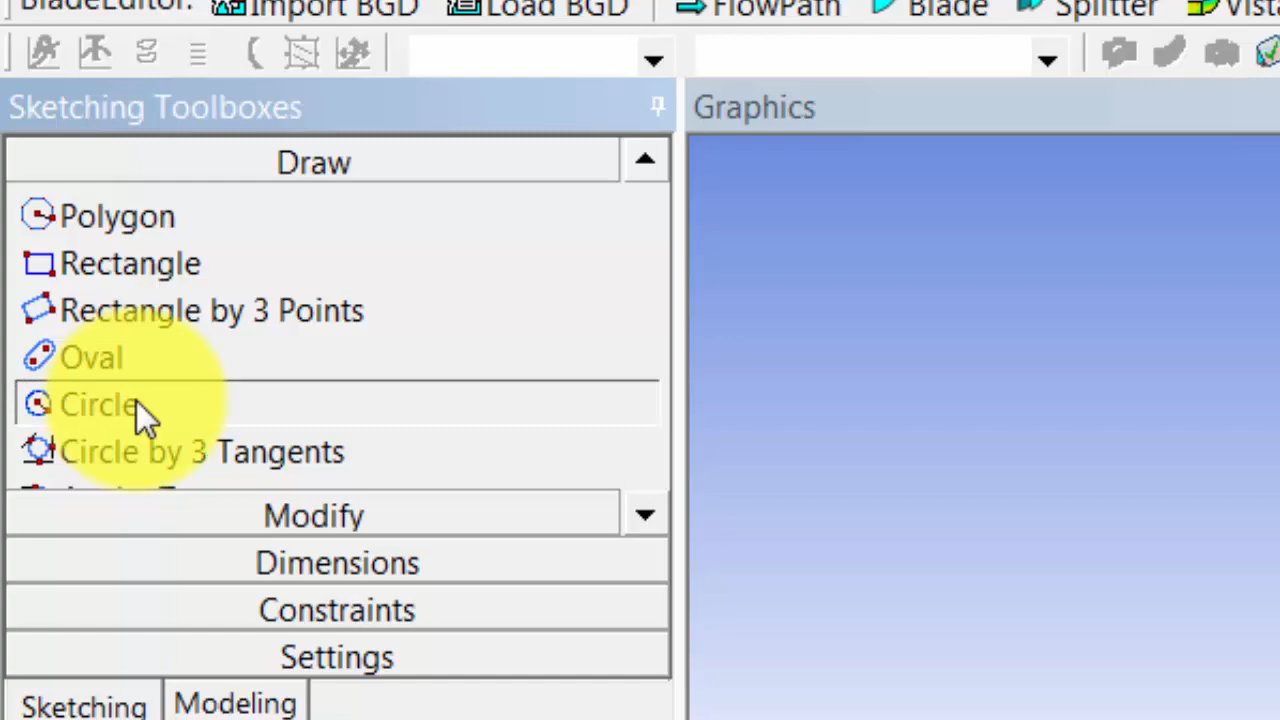 BladeEditor: Import BGD Load BGD FlowPath Blade Splitter Vista
Sketching Toolboxes
Graphics
Draw
Polygon
Rectangle
Rectangle by 3 Points
Oval
Circle
Circle by 3 Tangents
Modify
Dimensions
Constraints
Settings
Sketching Modeling